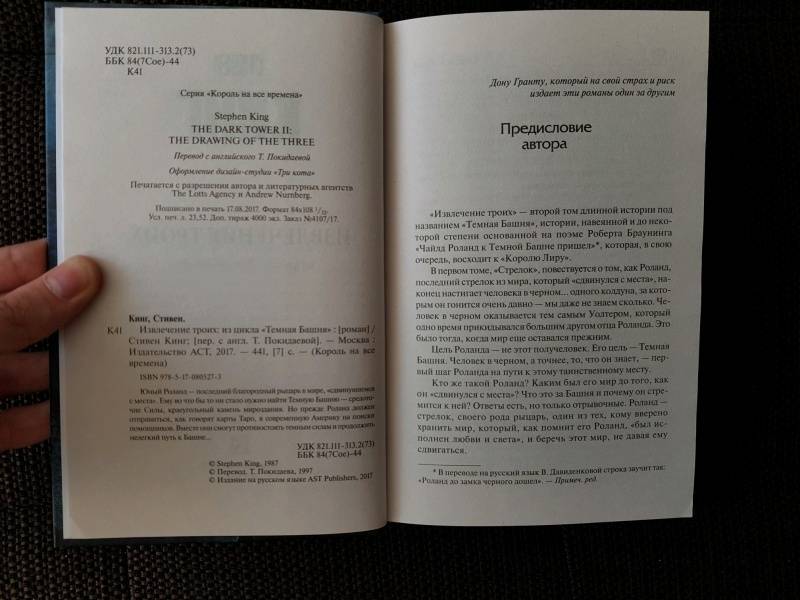 УДК 821.111-313.2(73)
ББК 84(7Сое)-44
К41
Серия «Король на все времена»
Stephen King
THE DARK TOWER II:
THE DRAWING OF THE THREE
Перевод с английского Т. Покидаевой
Оформление дизайн-студии «Три кота»
Печатается с разрешения автора и литературных агентств
The Lotts Agency и Andrew Nurnberg.
Подписано в печать 17.08.2017. Формат 84x108 1/32.
Усл. печ. л. 23,52. Доп. тираж 4000 экз. Заказ №4107/17.
Кинг, Стивен.
К41 Извлечение троих: из цикла «Темная Башня» : [роман] /
Стивен Кинг; [пер. с англ. Т. Покидаевой]. — Москва :
Издательство АСТ, 2017. — 441, [7] с. — (Король на все
времена)
ISBN 978-5-17-080527-3
Юный Роланд — последний благородный рыцарь в мире, «сдвинувшемся
с места». Ему во что бы то ни стало нужно найти Темную Башню — средото-
чие Силы, краеугольный камень мироздания. Но прежде Роланд должен
отправиться, как говорят карты Таро, в современную Америку на поиски
помощников. Вместе они смогут противостоять темным силам и продолжить
нелегкий путь к Башне...
УДК 821.111-313.2(73)
ББК 84(7Сое)-44
© Stephen King, 1987
© Перевод. Т. Покидаева, 1997
© Издание на русском языке AST Publishers, 2017
Дону Гранту, который на свой страх и риск
издает эти романы один за другим
Предисловие
автора
«Извлечение троих» — второй том длинной истории под
названием «Темная Башня», истории, навеянной и до неко-
торой степени основанной на поэме Роберта Браунинга
«Чайлд Роланд к Темной Башне пришел»*, которая, в свою
очередь, восходит к «Королю Лиру».
В первом томе, «Стрелок», повествуется о том, как Роланд,
последний стрелок из мира, который «сдвинулся с места», на-
конец настигает человека в черном... одного колдуна, за кото-
рым он гонится очень давно — мы даже не знаем сколько. Че-
ловек в черном оказывается тем самым Уолтером, который
одно время прикидывался большим другом отца Роланда. Это
было тогда, когда мир еще оставался прежним.
Цель Роланда — не этот получеловек. Его цель — Темная
Башня. Человек в черном, а точнее, то, что он знает, — пер-
вый шаг Роланда на пути к этому таинственному месту.
Кто же такой Роланд? Каким был его мир до того, как
он «сдвинулся с места»? Что это за Башня и почему он стре-
мится к ней? Ответы есть, но только отрывочные. Роланд —
стрелок, своего рода рыцарь, один из тех, кому вверено
хранить мир, который, как помнит его Роланд, «был ис-
полнен любви и света», и беречь этот мир, не давая ему
сдвигаться.
* В переводе на русский язык В. Давиденковой строка звучит так:
«Роланд до замка черного дошел». — Примеч. ред.